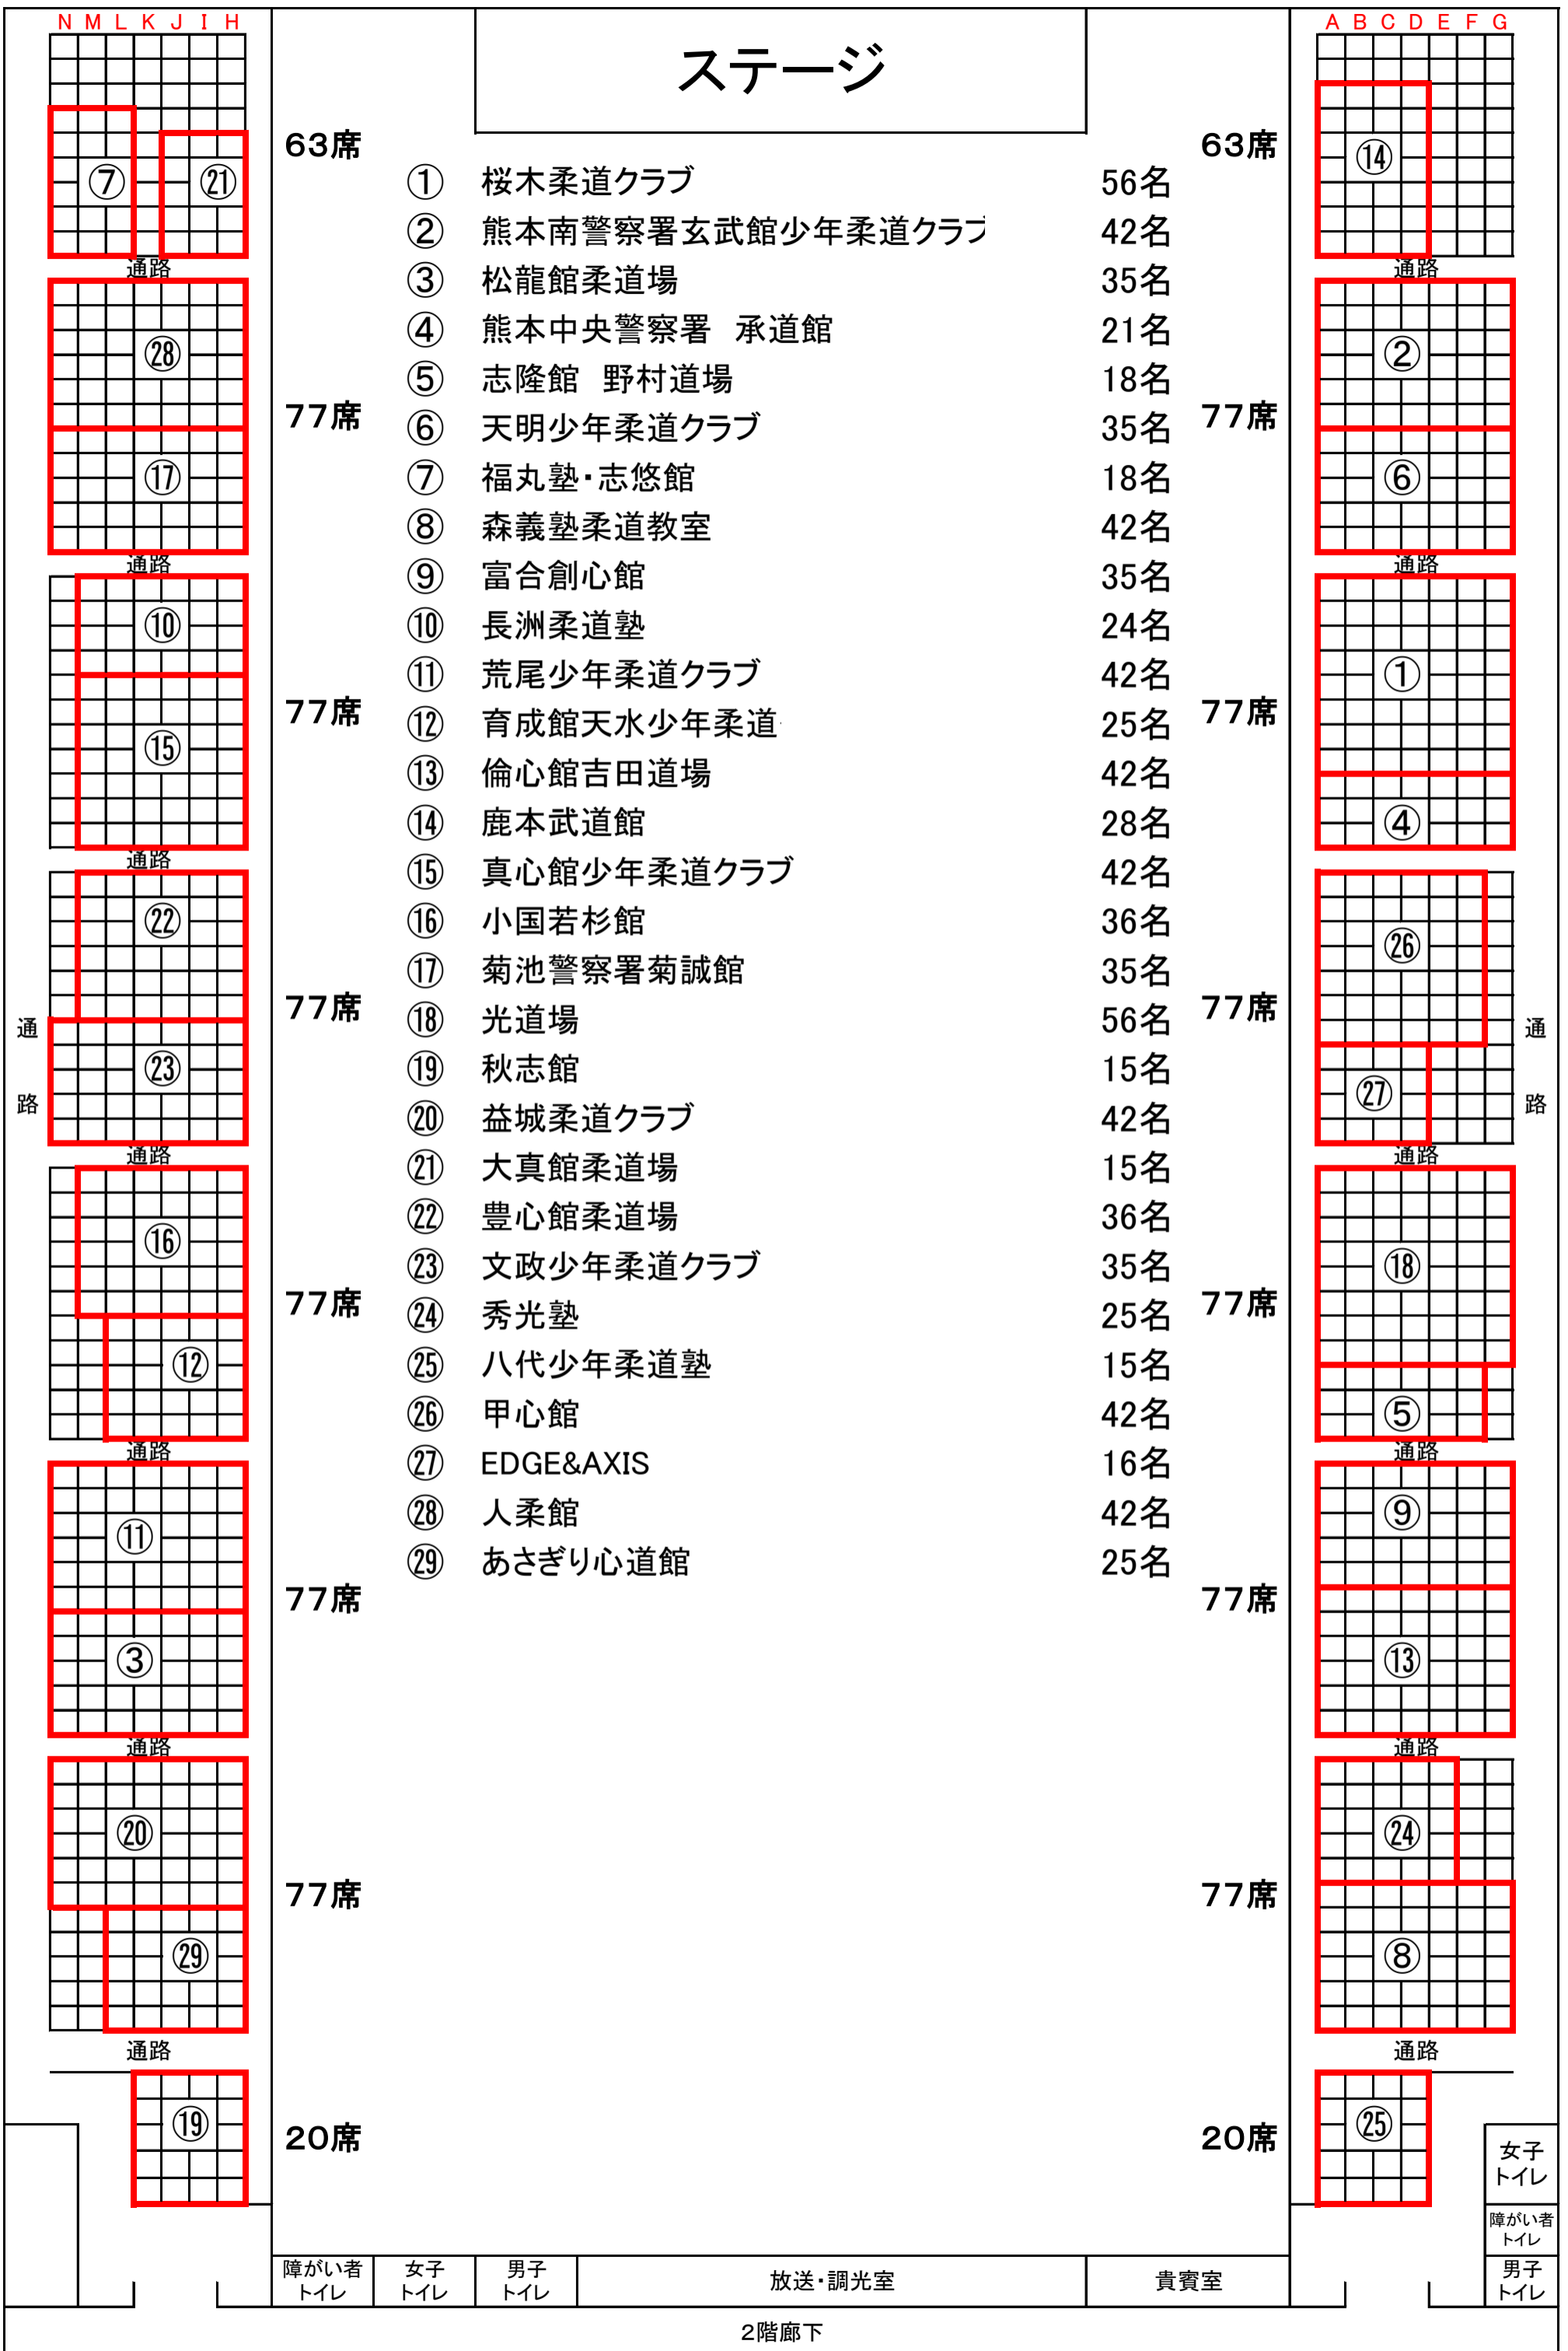 N M L K J I H
A B C D E F G
ステージ
63席
63席
① 桜木柔道クラブ 56名
② 熊本南警察署玄武館少年柔道クラブ 42名
③ 松龍館柔道場 35名
④ 熊本中央警察署 承道館 21名
⑤ 志隆館 野村道場 18名
⑥ 天明少年柔道クラブ 35名
⑦ 福丸塾・志悠館 18名
⑧ 森義塾柔道教室 42名
⑨ 富合創心館 35名
⑩ 長洲柔道塾 24名
⑪ 荒尾少年柔道クラブ 42名
⑫ 育成館天水少年柔道 25名
⑬ 倫心館吉田道場 42名
⑭ 鹿本武道館 28名
⑮ 真心館少年柔道クラブ 42名
⑯ 小国若杉館 36名
⑰ 菊池警察署菊誠館 35名
⑱ 光道場 56名
⑲ 秋志館 15名
⑳ 益城柔道クラブ 42名
㉑ 大真館柔道場 15名
㉒ 豊心館柔道場 36名
㉓ 文政少年柔道クラブ 35名
㉔ 秀光塾 25名
㉕ 八代少年柔道塾 15名
㉖ 甲心館 42名
㉗ EDGE&AXIS 16名
㉘ 人柔館 42名
㉙ あさぎり心道館 25名
⑦ ㉑
通路
㉘
77席
⑰
通路
⑩
77席
⑮
通路
㉒
77席
㉓
通路
通路
⑯
77席
⑫
通路
⑪
77席
③
通路
⑳
77席
㉙
通路
⑲
20席
⑭
通路
②
77席
⑥
通路
①
77席
④
㉖
77席
㉗
通路
通路
⑱
77席
⑤
通路
⑨
77席
⑬
通路
㉔
77席
⑧
通路
㉕
20席
女子
トイレ
障がい者
トイレ
男子
トイレ
障がい者
トイレ
女子
トイレ
男子
トイレ
放送・調光室
貴賓室
2階廊下